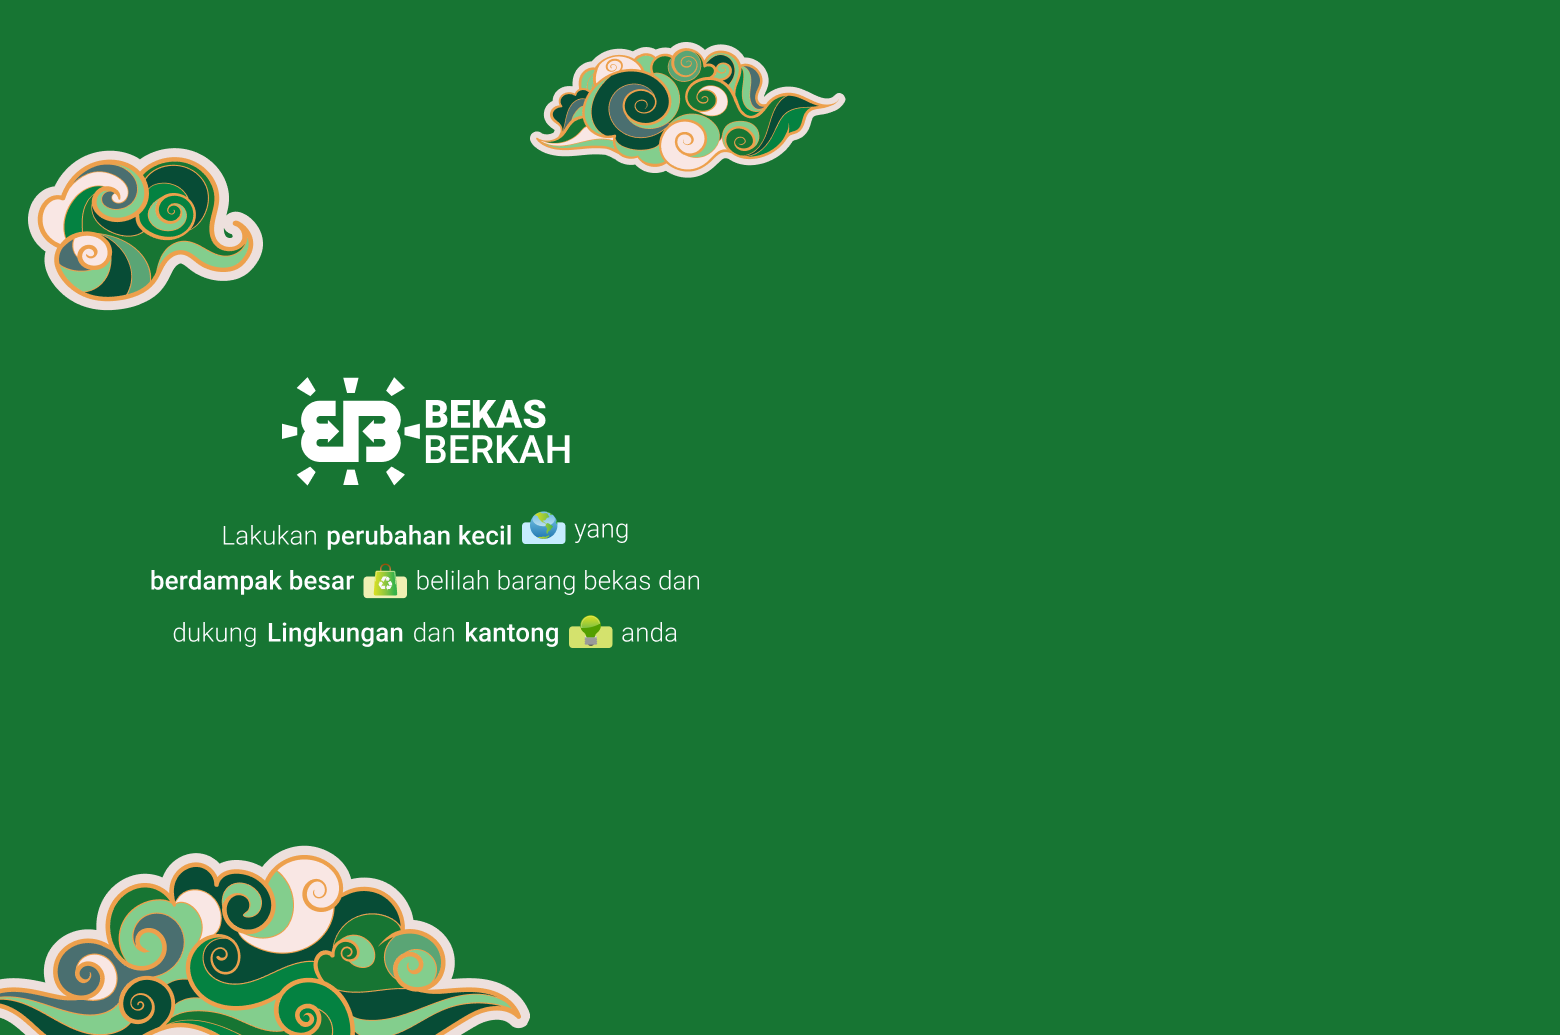 BEKAS
BERKAH
Lakukan perubahan kecil yang
berdampak besar belilah barang bekas dan
dukung Lingkungan dan kantong anda